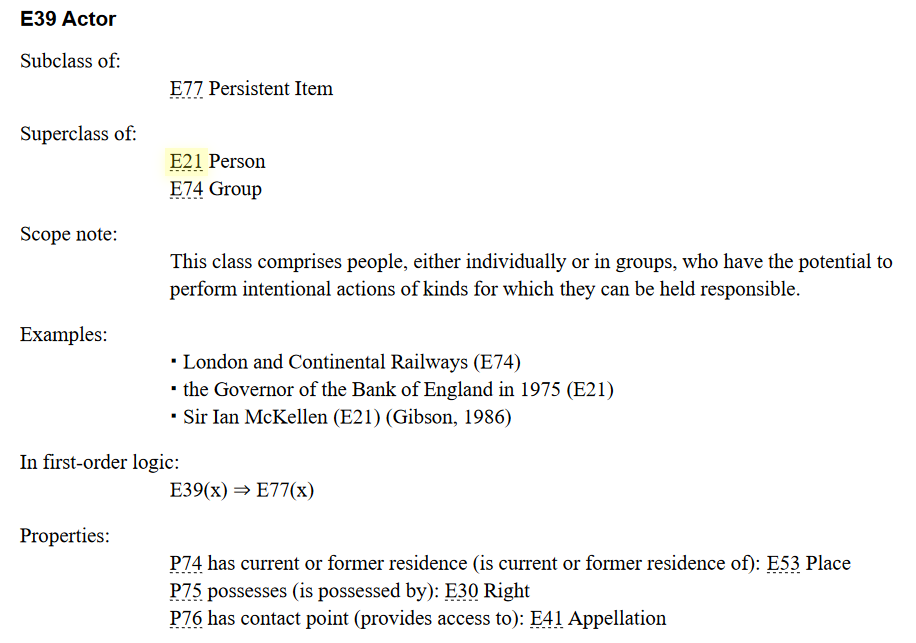 E39 Actor
Subclass of:
E77 Persistent Item
Superclass of:
E21 Person
E74 Group
Scope note:
This class comprises people, either individually or in groups, who have the potential to
perform intentional actions of kinds for which they can be held responsible.
Examples:
▪ London and Continental Railways (E74)
▪ the Governor of the Bank of England in 1975 (E21)
▪ Sir Ian McKellen (E21) (Gibson, 1986)
In first-order logic:
E39(x) ⇒ E77(x)
Properties:
P74 has current or former residence (is current or former residence of): E53 Place
P75 possesses (is possessed by): E30 Right
P76 has contact point (provides access to): E41 Appellation